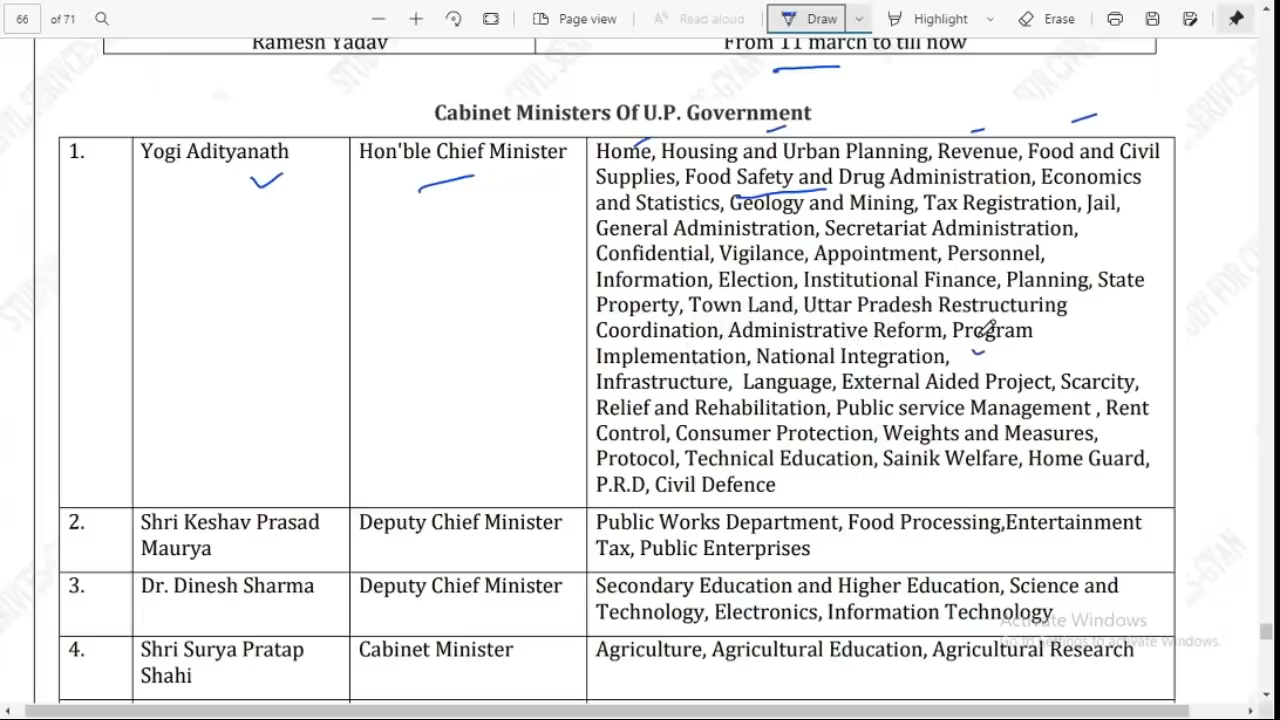 66 of 71 Page view Read aloud Draw Highlight Erase
Ramesh Yadav From 11 march to till now
Cabinet Ministers Of U.P. Government
1. Yogi Adityanath Hon'ble Chief Minister Home, Housing and Urban Planning, Revenue, Food and Civil
Supplies, Food Safety and Drug Administration, Economics
and Statistics, Geology and Mining, Tax Registration, Jail,
General Administration, Secretariat Administration,
Confidential, Vigilance, Appointment, Personnel,
Information, Election, Institutional Finance, Planning, State
Property, Town Land, Uttar Pradesh Restructuring
Coordination, Administrative Reform, Program
Implementation, National Integration,
Infrastructure, Language, External Aided Project, Scarcity,
Relief and Rehabilitation, Public service Management , Rent
Control, Consumer Protection, Weights and Measures,
Protocol, Technical Education, Sainik Welfare, Home Guard,
P.R.D, Civil Defence
2. Shri Keshav Prasad Deputy Chief Minister Public Works Department, Food Processing,Entertainment
Maurya Tax, Public Enterprises
3. Dr. Dinesh Sharma Deputy Chief Minister Secondary Education and Higher Education, Science and
Technology, Electronics, Information Technology
Activate Windows
Go to Settings to activate Windows.
4. Shri Surya Pratap Cabinet Minister Agriculture, Agricultural Education, Agricultural Research
Shahi